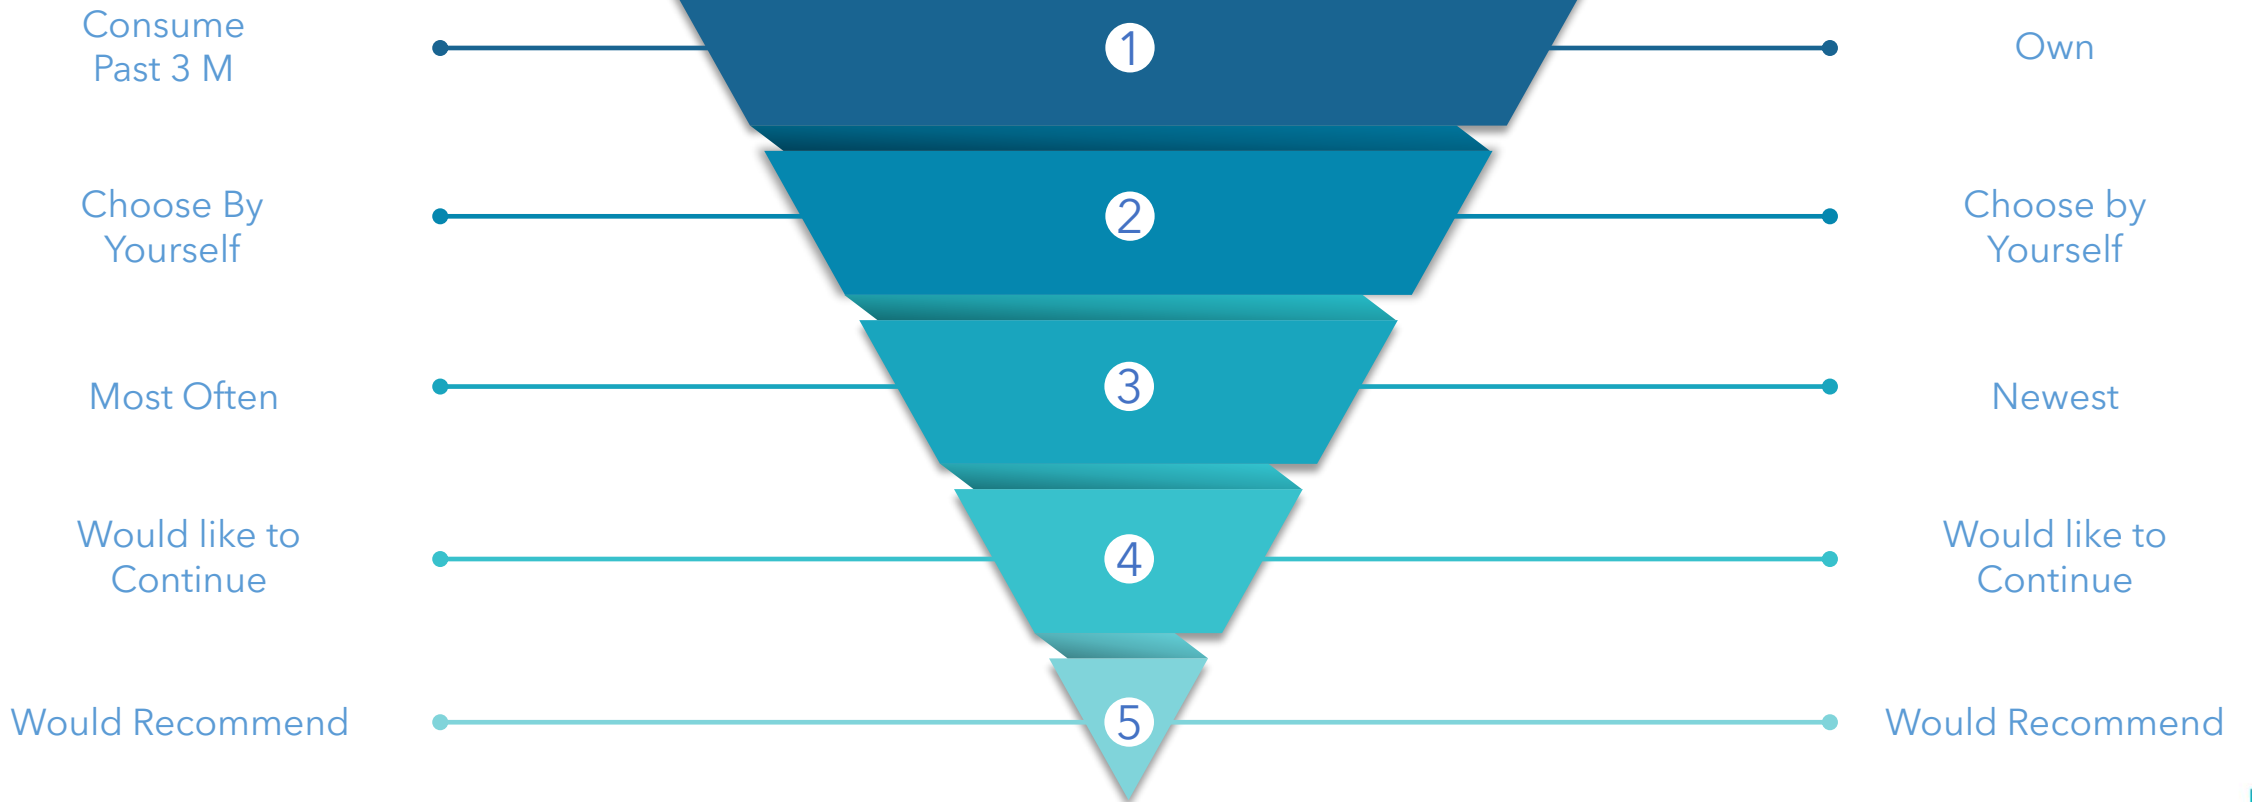 Consume
Past 3 M
1
Own
Choose By
Yourself
2
Choose by
Yourself
Most Often
3
Newest
Would like to
Continue
4
Would like to
Continue
Would Recommend
5
Would Recommend